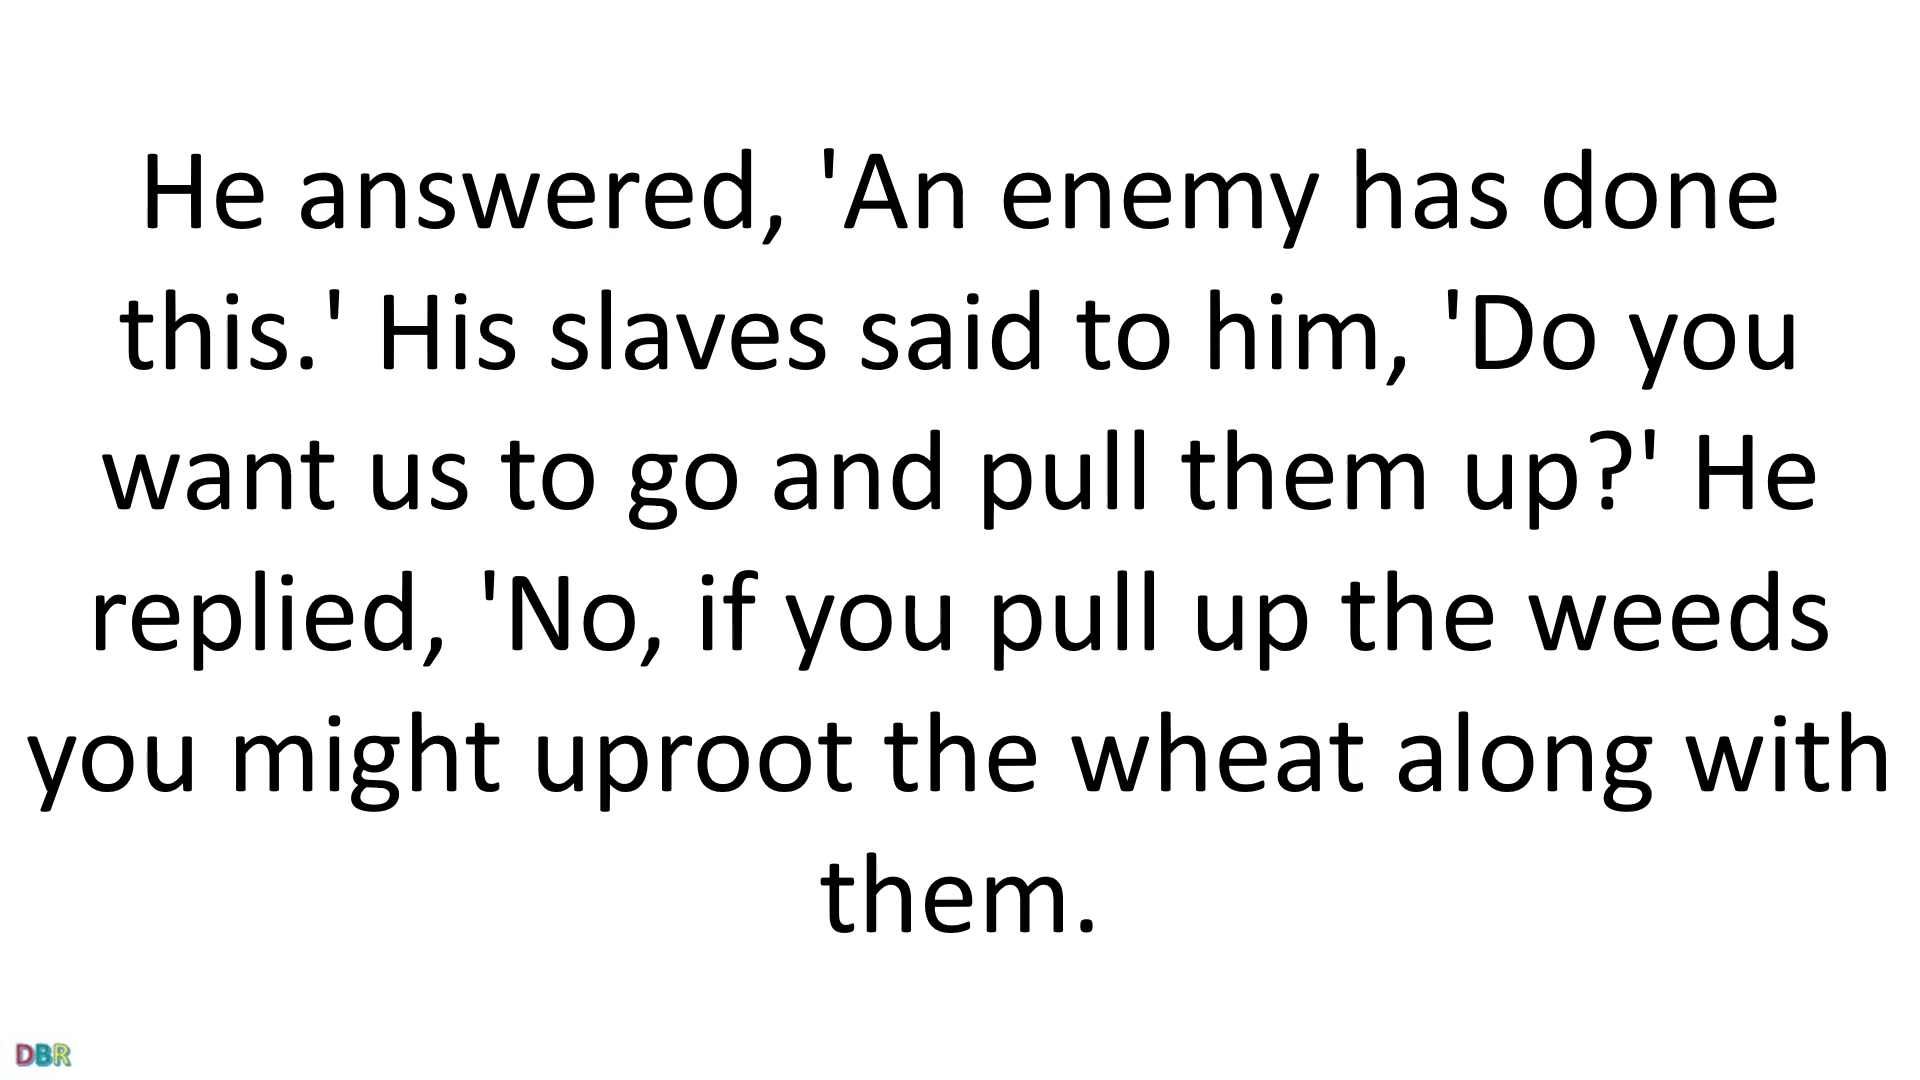 He answered, 'An enemy has done
this.' His slaves said to him, 'Do you
want us to go and pull them up?' He
replied, 'No, if you pull up the weeds
you might uproot the wheat along with
them.
DBR